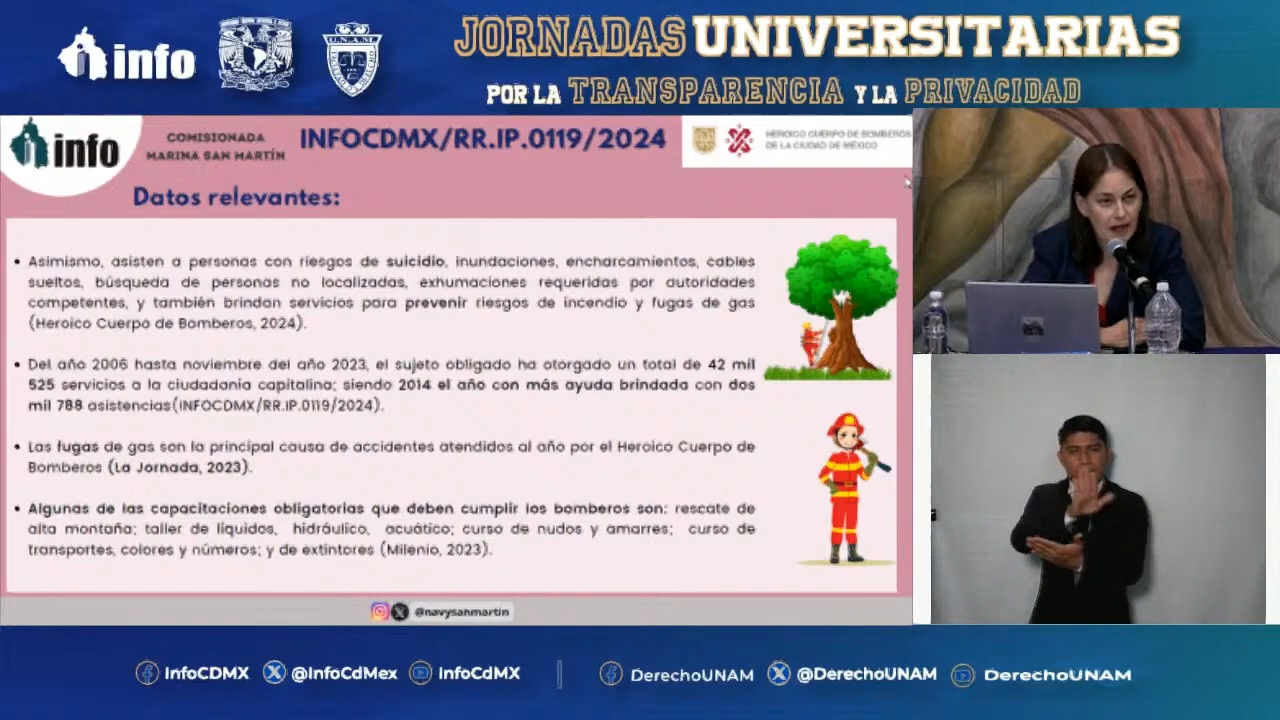 info
JORNADAS UNIVERSITARIAS
POR LA TRANSPARENCIA Y LA PRIVACIDAD
info
COMISIONADA
MARINA SAN MARTÍN
INFOCDMX/RR.IP.0119/2024
HEROICO CUERPO DE BOMBEROS
DE LA CIUDAD DE MÉXICO
Datos relevantes:
• Asimismo, asisten a personas con riesgos de suicidio, inundaciones, encharcamientos, cables
sueltos, búsqueda de personas no localizadas, exhumaciones requeridas por autoridades
competentes, y también brindan servicios para prevenir riesgos de incendio y fugas de gas
(Heroico Cuerpo de Bomberos, 2024).
• Del año 2006 hasta noviembre del año 2023, el sujeto obligado ha otorgado un total de 42 mil
525 servicios a la ciudadanía capitalina; siendo 2014 el año con más ayuda brindada con dos
mil 788 asistencias(INFOCDMX/RR.IP.0119/2024).
• Las fugas de gas son la principal causa de accidentes atendidos al año por el Heroico Cuerpo de
Bomberos (La Jornada, 2023).
• Algunas de las capacitaciones obligatorias que deben cumplir los bomberos son: rescate de
alta montaña; taller de líquidos, hidráulico, acuático; curso de nudos y amarres; curso de
transportes, colores y números; y de extintores (Milenio, 2023).
@navysanmartin
InfoCDMX @InfoCdMex InfoCdMX DerechoUNAM @DerechoUNAM DerechoUNAM